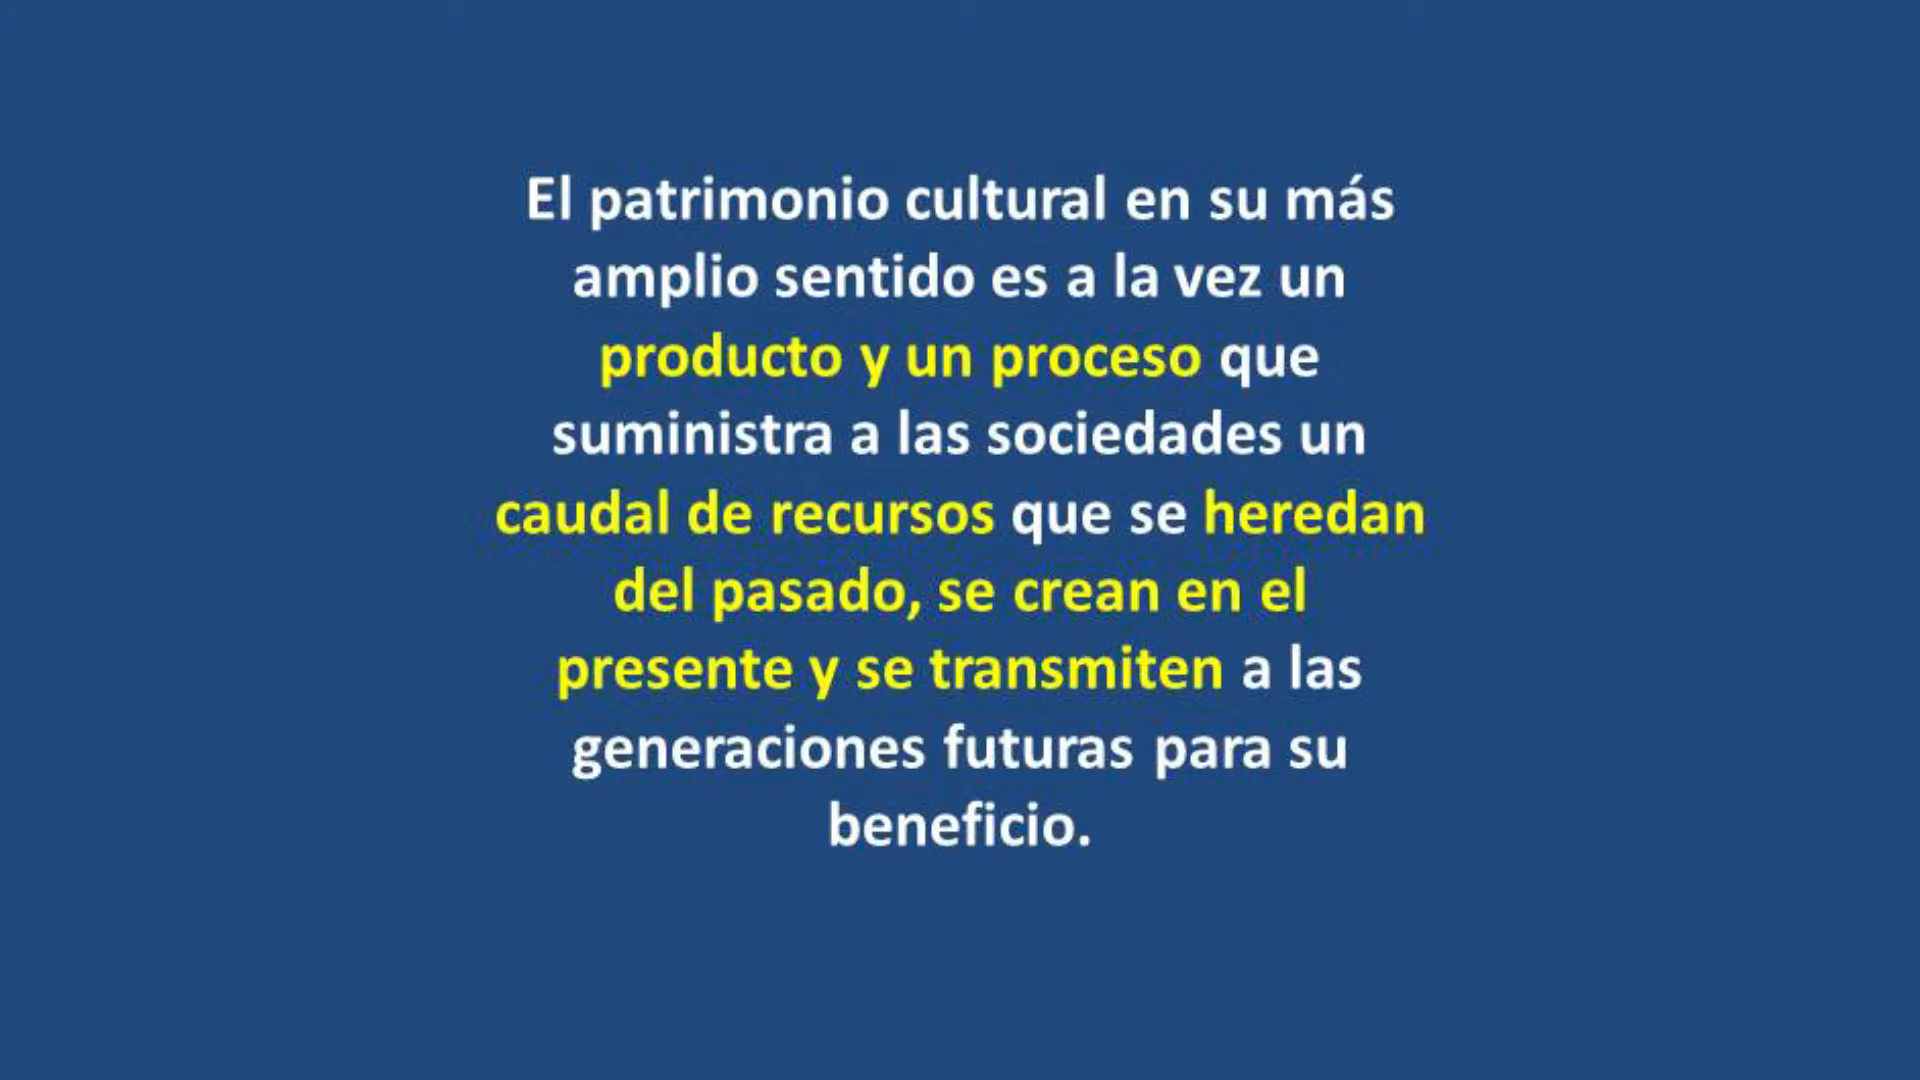 El patrimonio cultural en su más
amplio sentido es a la vez un
producto y un proceso que
suministra a las sociedades un
caudal de recursos que se heredan
del pasado, se crean en el
presente y se transmiten a las
generaciones futuras para su
beneficio.